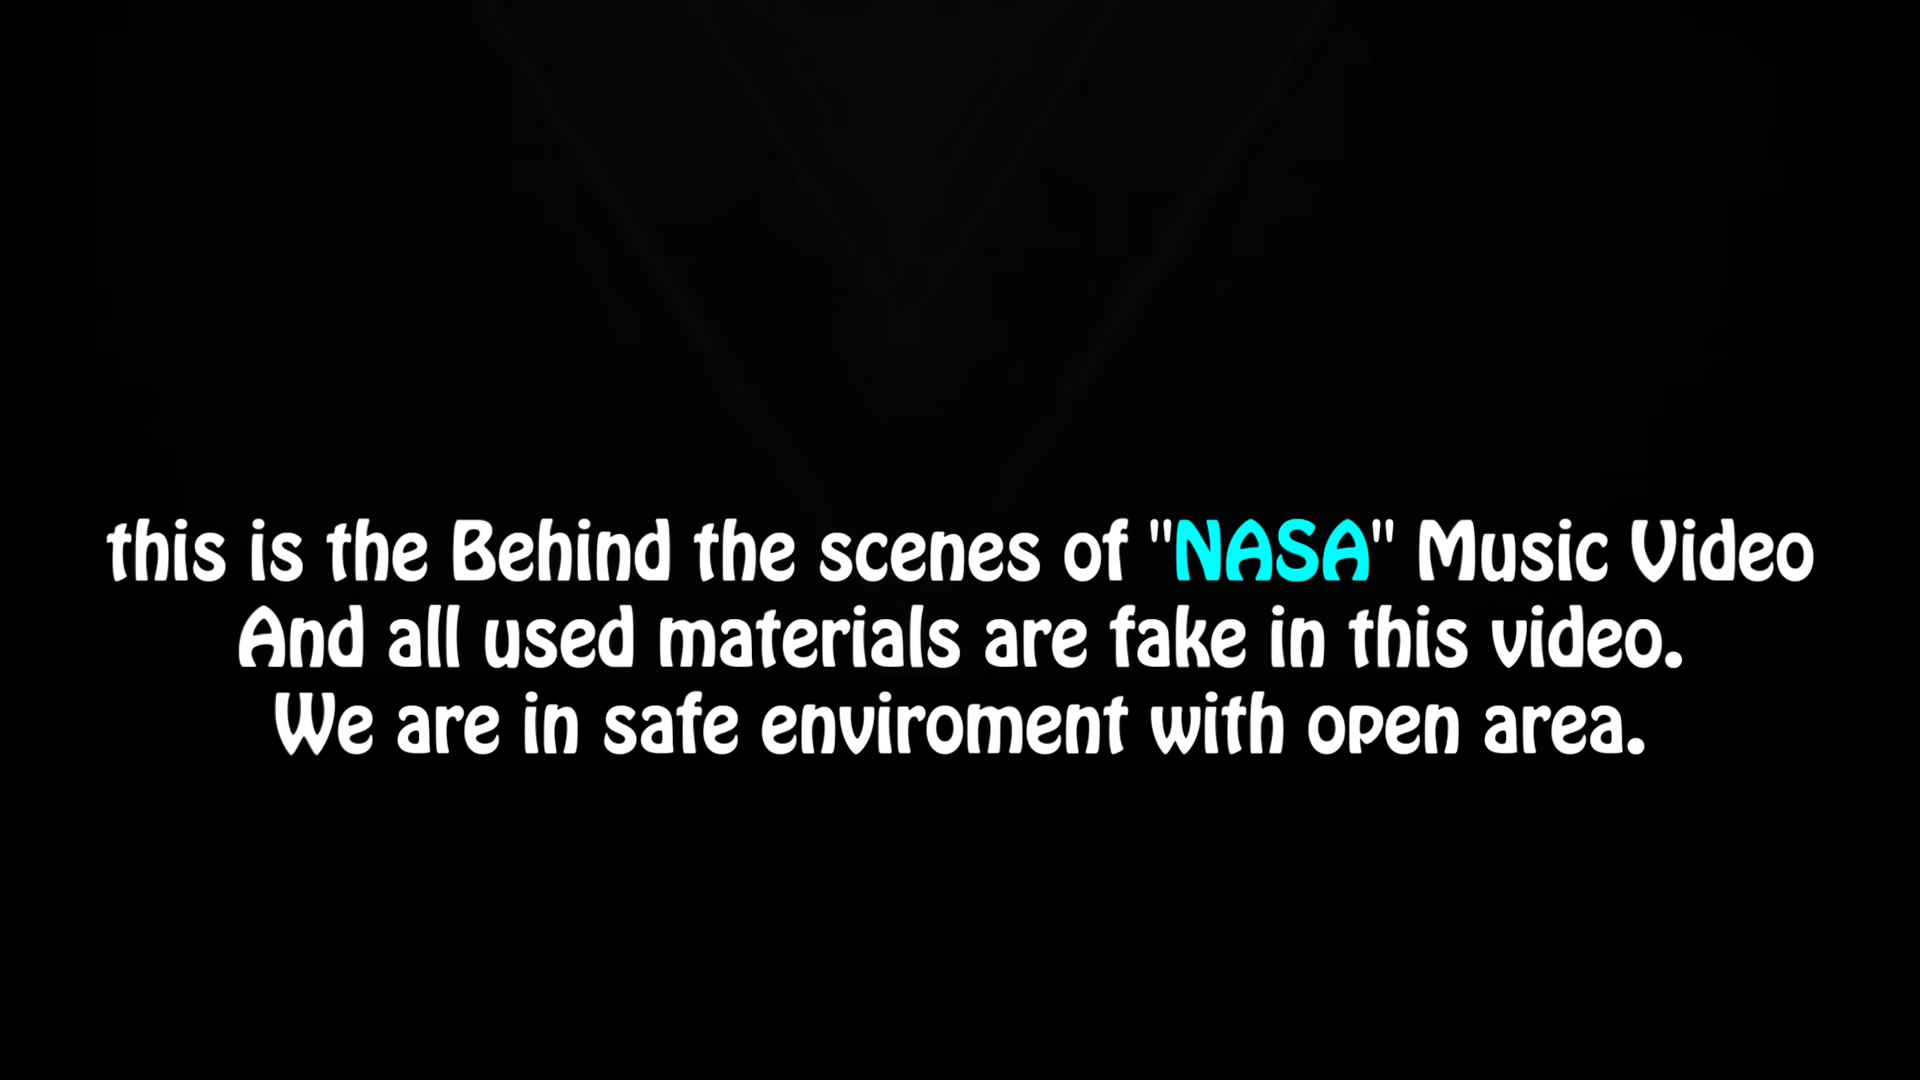 this is the Behind the scenes of "NASA" Music Video
And all used materials are fake in this video.
We are in safe enviroment with open area.